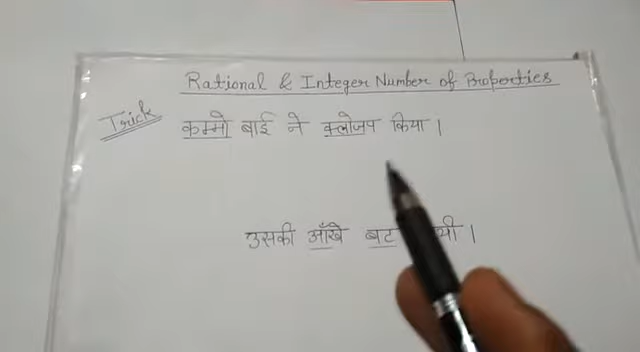 Rational & Integer Number of Properties
Trick
कम्मो बाई ने क्लोजप किया।
उसकी आँखे बट यी।